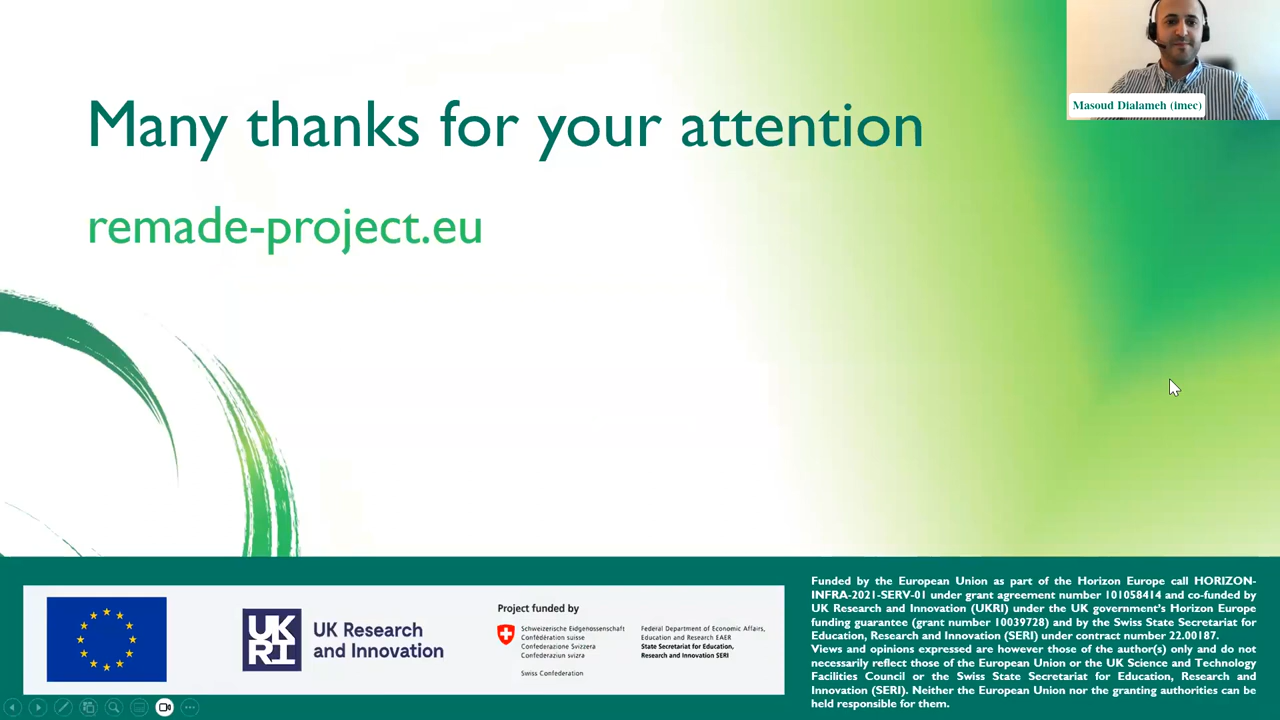 Many thanks for your attention
remade-project.eu
Masoud Dialameh (imec)
UK
RI
UK Research
and Innovation
Project funded by
Schweizerische Eidgenossenschaft
Confédération suisse
Confederazione Svizzera
Confederaziun svizra
Swiss Confederation
Federal Department of Economic Affairs,
Education and Research EAER
State Secretariat for Education,
Research and Innovation SERI
Funded by the European Union as part of the Horizon Europe call HORIZON-
INFRA-2021-SERV-01 under grant agreement number 101058414 and co-funded by
UK Research and Innovation (UKRI) under the UK government's Horizon Europe
funding guarantee (grant number 10039728) and by the Swiss State Secretariat for
Education, Research and Innovation (SERI) under contract number 22.00187.
Views and opinions expressed are however those of the author(s) only and do not
necessarily reflect those of the European Union or the UK Science and Technology
Facilities Council or the Swiss State Secretariat for Education, Research and
Innovation (SERI). Neither the European Union nor the granting authorities can be
held responsible for them.